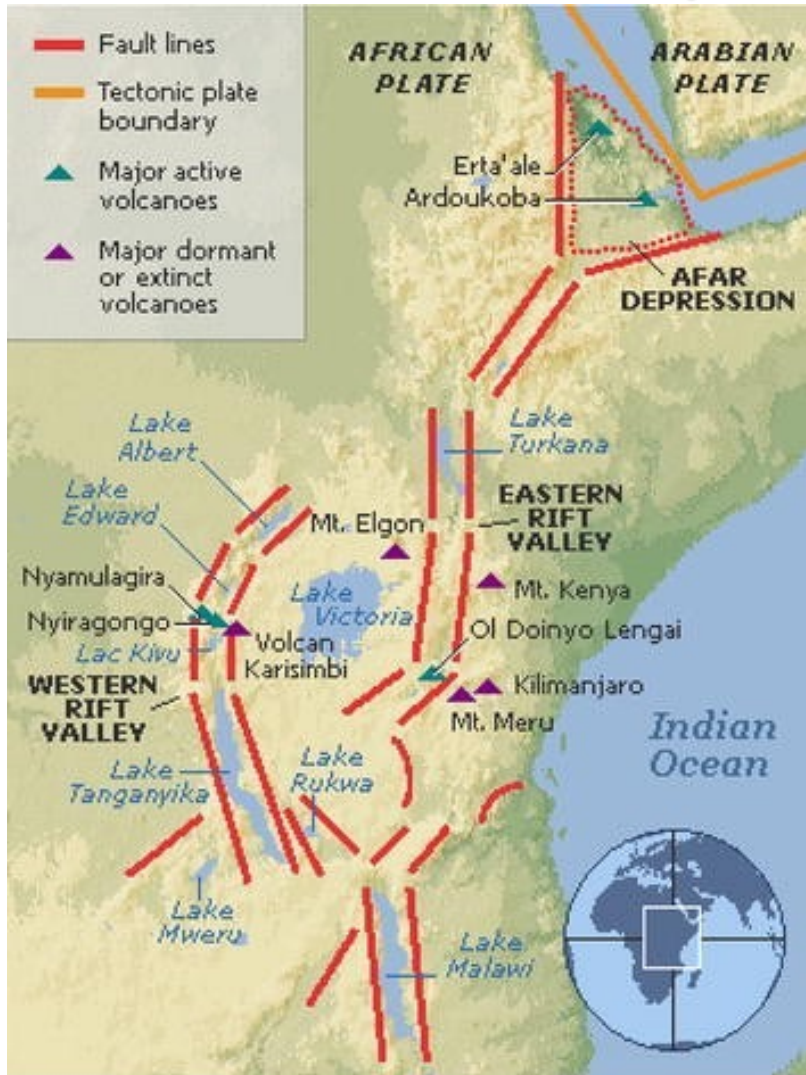 Fault lines
Tectonic plate
boundary
Major active
volcanoes
Major dormant
or extinct
volcanoes
AFRICAN
PLATE
ARABIAN
PLATE
Erta'ale
Ardoukoba
AFAR
DEPRESSION
Lake
Turkana
Lake
Albert
Lake
Edward
EASTERN
RIFT
VALLEY
Mt. Elgon
Nyamulagira
Nyiragongo
Lac Kivu
Volcan
Karisimbi
Lake
Victoria
Mt. Kenya
Ol Doinyo Lengai
Kilimanjaro
Mt. Meru
WESTERN
RIFT
VALLEY
Lake
Tanganyika
Lake
Rukwa
Indian
Ocean
Lake
Mweru
Lake
Malawi